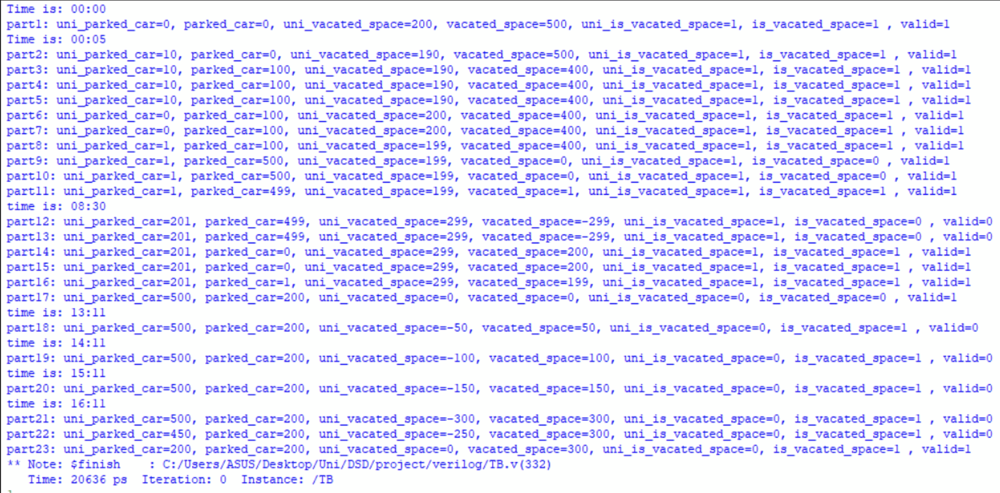 Time is: 00:00
part1: uni_parked_car=0, parked_car=0, uni_vacated_space=200, vacated_space=500, uni_is_vacated_space=1, is_vacated_space=1 , valid=1
Time is: 00:05
part2: uni_parked_car=10, parked_car=0, uni_vacated_space=190, vacated_space=500, uni_is_vacated_space=1, is_vacated_space=1 , valid=1
part3: uni_parked_car=10, parked_car=100, uni_vacated_space=190, vacated_space=400, uni_is_vacated_space=1, is_vacated_space=1 , valid=1
part4: uni_parked_car=10, parked_car=100, uni_vacated_space=190, vacated_space=400, uni_is_vacated_space=1, is_vacated_space=1 , valid=1
part5: uni_parked_car=10, parked_car=100, uni_vacated_space=190, vacated_space=400, uni_is_vacated_space=1, is_vacated_space=1 , valid=1
part6: uni_parked_car=0, parked_car=100, uni_vacated_space=200, vacated_space=400, uni_is_vacated_space=1, is_vacated_space=1 , valid=1
part7: uni_parked_car=0, parked_car=100, uni_vacated_space=200, vacated_space=400, uni_is_vacated_space=1, is_vacated_space=1 , valid=1
part8: uni_parked_car=1, parked_car=100, uni_vacated_space=199, vacated_space=400, uni_is_vacated_space=1, is_vacated_space=1 , valid=1
part9: uni_parked_car=1, parked_car=500, uni_vacated_space=199, vacated_space=0, uni_is_vacated_space=1, is_vacated_space=0 , valid=1
part10: uni_parked_car=1, parked_car=500, uni_vacated_space=199, vacated_space=0, uni_is_vacated_space=1, is_vacated_space=0 , valid=1
part11: uni_parked_car=1, parked_car=499, uni_vacated_space=199, vacated_space=1, uni_is_vacated_space=1, is_vacated_space=1 , valid=1
time is: 08:30
part12: uni_parked_car=201, parked_car=499, uni_vacated_space=299, vacated_space=-299, uni_is_vacated_space=1, is_vacated_space=0 , valid=0
part13: uni_parked_car=201, parked_car=499, uni_vacated_space=299, vacated_space=-299, uni_is_vacated_space=1, is_vacated_space=0 , valid=0
part14: uni_parked_car=201, parked_car=0, uni_vacated_space=299, vacated_space=200, uni_is_vacated_space=1, is_vacated_space=1 , valid=1
part15: uni_parked_car=201, parked_car=0, uni_vacated_space=299, vacated_space=200, uni_is_vacated_space=1, is_vacated_space=1 , valid=1
part16: uni_parked_car=201, parked_car=1, uni_vacated_space=299, vacated_space=199, uni_is_vacated_space=1, is_vacated_space=1 , valid=1
part17: uni_parked_car=500, parked_car=200, uni_vacated_space=0, vacated_space=0, uni_is_vacated_space=0, is_vacated_space=0 , valid=1
time is: 13:11
part18: uni_parked_car=500, parked_car=200, uni_vacated_space=-50, vacated_space=50, uni_is_vacated_space=0, is_vacated_space=1 , valid=0
time is: 14:11
part19: uni_parked_car=500, parked_car=200, uni_vacated_space=-100, vacated_space=100, uni_is_vacated_space=0, is_vacated_space=1 , valid=0
time is: 15:11
part20: uni_parked_car=500, parked_car=200, uni_vacated_space=-150, vacated_space=150, uni_is_vacated_space=0, is_vacated_space=1 , valid=0
time is: 16:11
part21: uni_parked_car=500, parked_car=200, uni_vacated_space=-300, vacated_space=300, uni_is_vacated_space=0, is_vacated_space=1 , valid=0
part22: uni_parked_car=450, parked_car=200, uni_vacated_space=-250, vacated_space=300, uni_is_vacated_space=0, is_vacated_space=1 , valid=0
part23: uni_parked_car=200, parked_car=200, uni_vacated_space=0, vacated_space=300, uni_is_vacated_space=0, is_vacated_space=1 , valid=1
** Note: $finish    : C:/Users/ASUS/Desktop/Uni/DSD/project/verilog/TB.v(332)
   Time: 20636 ps  Iteration: 0  Instance: /TB